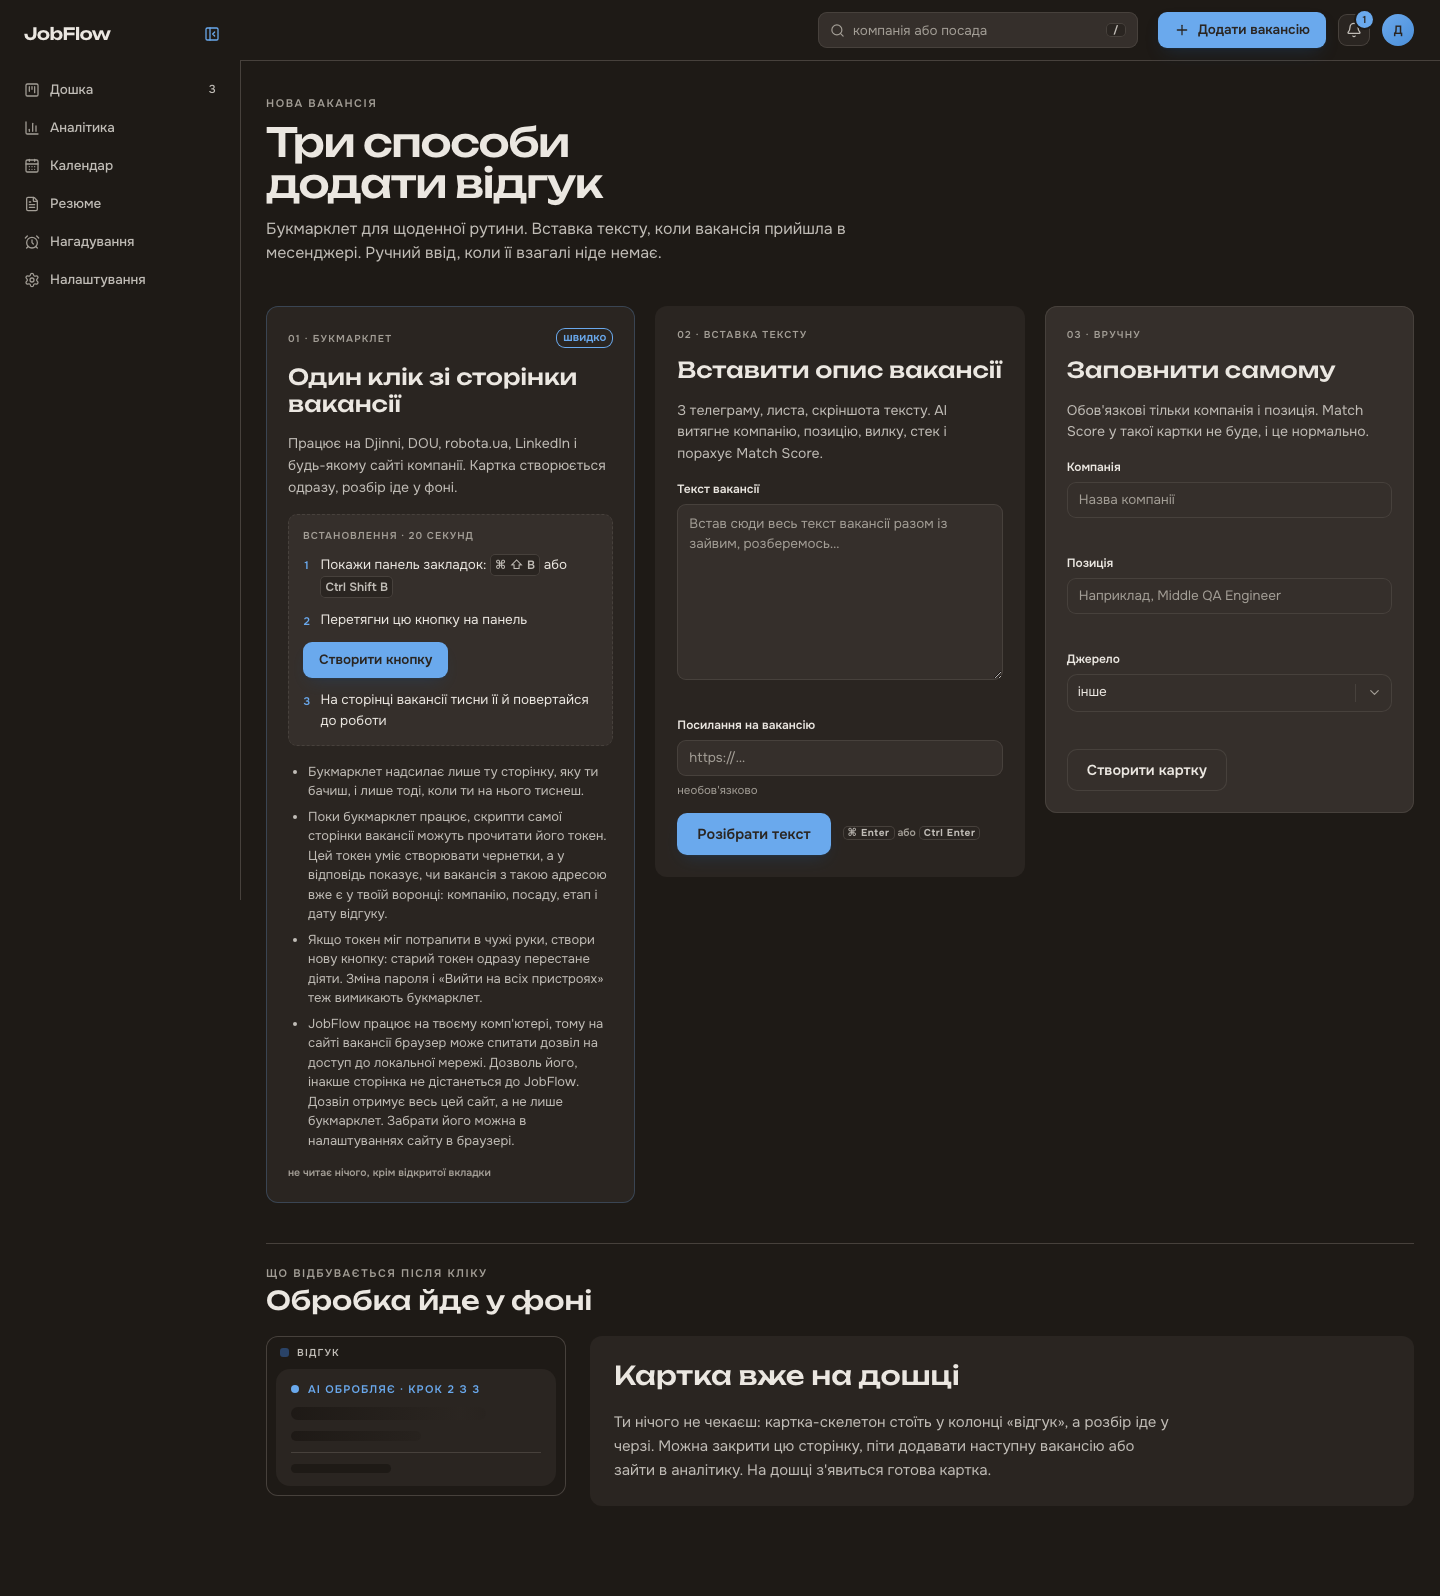 JobFlow
компанія або посада
/
Додати вакансію
1
Д
Дошка
3
Аналітика
Календар
Резюме
Нагадування
Налаштування
НОВА ВАКАНСІЯ
Три способи
додати відгук
Букмарклет для щоденної рутини. Вставка тексту, коли вакансія прийшла в
месенджері. Ручний ввід, коли її взагалі ніде немає.
01 · БУКМАРКЛЕТ
швидко
Один клік зі сторінки
вакансії
Працює на Djinni, DOU, robota.ua, LinkedIn і
будь-якому сайті компанії. Картка створюється
одразу, розбір іде у фоні.
ВСТАНОВЛЕННЯ · 20 СЕКУНД
1 Покажи панель закладок: ⌘ ⇧ B або
Ctrl Shift B
2 Перетягни цю кнопку на панель
Створити кнопку
3 На сторінці вакансії тисни її й повертайся
до роботи
• Букмарклет надсилає лише ту сторінку, яку ти
бачиш, і лише тоді, коли ти на нього тиснеш.
• Поки букмарклет працює, скрипти самої
сторінки вакансії можуть прочитати його токен.
Цей токен уміє створювати чернетки, а у
відповідь показує, чи вакансія з такою адресою
вже є у твоїй воронці: компанію, посаду, етап і
дату відгуку.
• Якщо токен міг потрапити в чужі руки, створи
нову кнопку: старий токен одразу перестане
діяти. Зміна пароля і «Вийти на всіх пристроях»
теж вимикають букмарклет.
• JobFlow працює на твоєму комп'ютері, тому на
сайті вакансії браузер може спитати дозвіл на
доступ до локальної мережі. Дозволь його,
інакше сторінка не дістанеться до JobFlow.
Дозвіл отримує весь цей сайт, а не лише
букмарклет. Забрати його можна в
налаштуваннях сайту в браузері.
не читає нічого, крім відкритої вкладки
02 · ВСТАВКА ТЕКСТУ
Вставити опис вакансії
З телеграму, листа, скріншота тексту. AI
витягне компанію, позицію, вилку, стек і
порахує Match Score.
Текст вакансії
Встав сюди весь текст вакансії разом із
зайвим, розберемось…
Посилання на вакансію
https://…
необов'язково
Розібрати текст
⌘ Enter або Ctrl Enter
03 · ВРУЧНУ
Заповнити самому
Обов'язкові тільки компанія і позиція. Match
Score у такої картки не буде, і це нормально.
Компанія
Назва компанії
Позиція
Наприклад, Middle QA Engineer
Джерело
інше
Створити картку
ЩО ВІДБУВАЄТЬСЯ ПІСЛЯ КЛІКУ
Обробка йде у фоні
ВІДГУК
AI ОБРОБЛЯЄ · КРОК 2 З 3
Картка вже на дошці
Ти нічого не чекаєш: картка-скелетон стоїть у колонці «відгук», а розбір іде у
черзі. Можна закрити цю сторінку, піти додавати наступну вакансію або
зайти в аналітику. На дошці з'явиться готова картка.